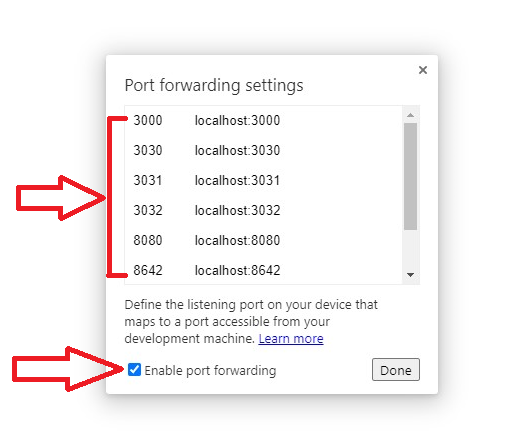 Port forwarding settings
3000 localhost:3000
3030 localhost:3030
3031 localhost:3031
3032 localhost:3032
8080 localhost:8080
8642 localhost:8642
Define the listening port on your device that
maps to a port accessible from your
development machine. Learn more
Enable port forwarding Done